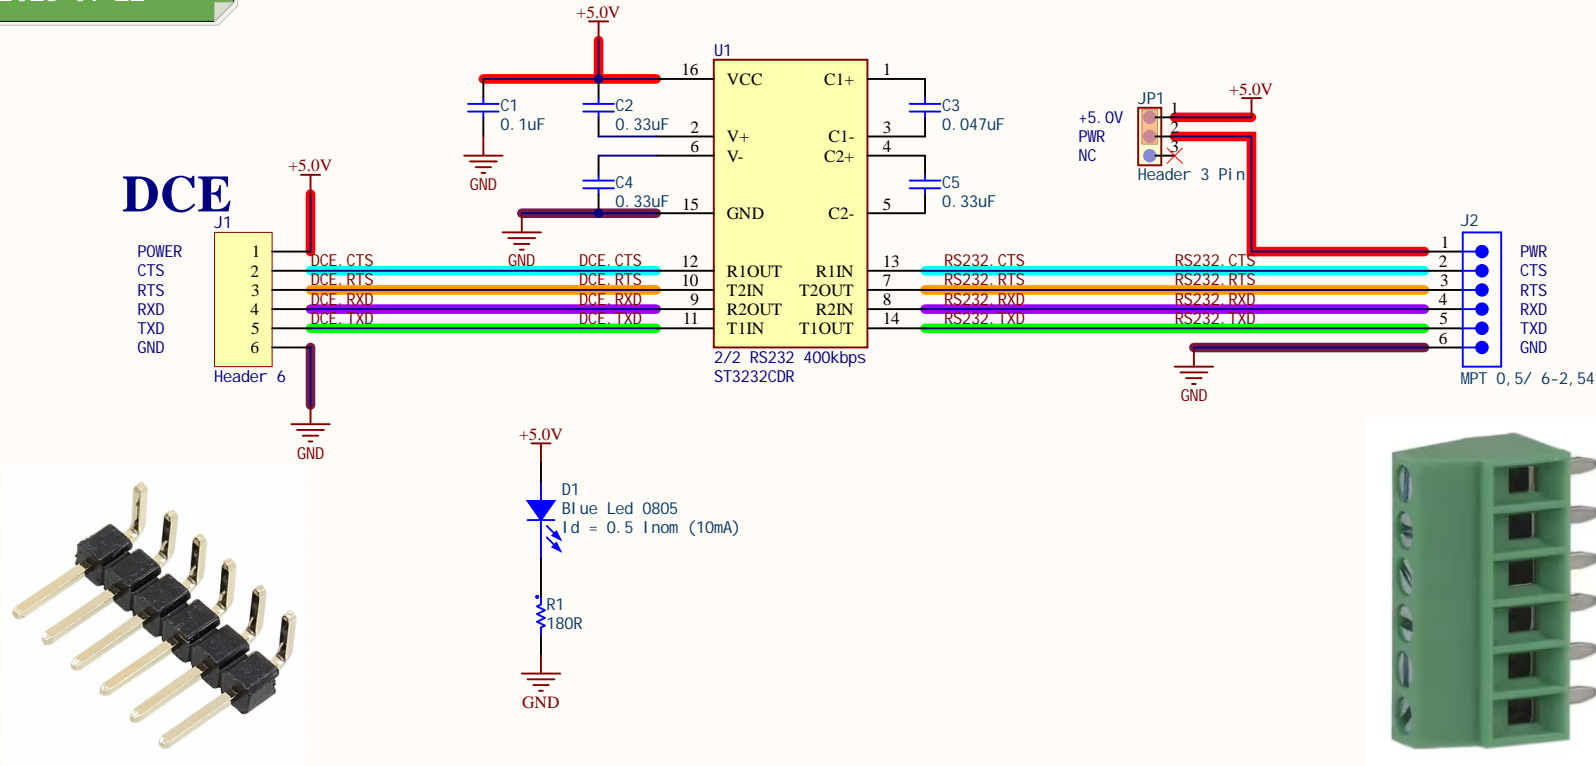 +5.0V
U1
16
VCC
C1+
1
C1
0.1uF
C2
0.33uF
C3
0.047uF
2
V+
C1-
3
6
V-
C2+
4
GND
C4
0.33uF
C5
0.33uF
15
GND
C2-
5
GND
+5.0V
JP1
+5.0V
1
PWR
2
NC
3
Header 3 Pin
+5.0V
DCE
J1
POWER
1
CTS
2
RTS
3
RXD
4
TXD
5
GND
6
Header 6
DCE.CTS
DCE.RTS
DCE.RXD
DCE.TXD
GND
DCE.CTS
DCE.RTS
DCE.RXD
DCE.TXD
12
R1OUT
R1IN
13
10
T2IN
T2OUT
7
9
R2OUT
R2IN
8
11
T1IN
T1OUT
14
2/2 RS232 400kbps
ST3232CDR
RS232.CTS
RS232.RTS
RS232.RXD
RS232.TXD
RS232.CTS
RS232.RTS
RS232.RXD
RS232.TXD
J2
1
PWR
2
CTS
3
RTS
4
RXD
5
TXD
6
GND
MPT 0,5/ 6-2,54
GND
+5.0V
D1
Blue Led 0805
Id = 0.5 Inom (10mA)
R1
180R
GND